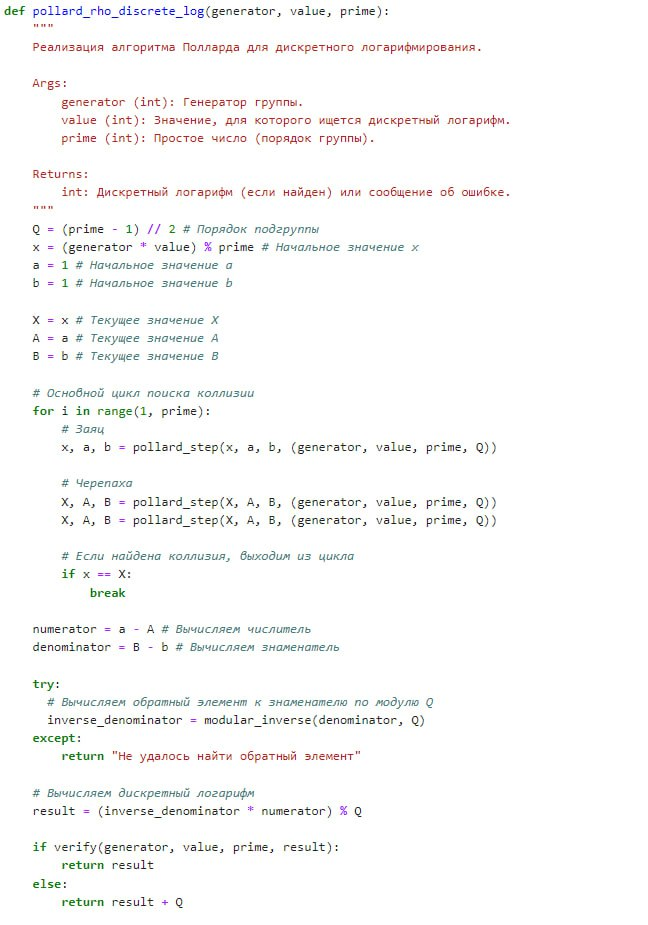 def pollard_rho_discrete_log(generator, value, prime):
    """
    Реализация алгоритма Полларда для дискретного логарифмирования.

    Args:
        generator (int): Генератор группы.
        value (int): Значение, для которого ищется дискретный логарифм.
        prime (int): Простое число (порядок группы).

    Returns:
        int: Дискретный логарифм (если найден) или сообщение об ошибке.
    """
    Q = (prime - 1) // 2 # Порядок подгруппы
    x = (generator * value) % prime # Начальное значение x
    a = 1 # Начальное значение a
    b = 1 # Начальное значение b

    X = x # Текущее значение X
    A = a # Текущее значение A
    B = b # Текущее значение B

    # Основной цикл поиска коллизии
    for i in range(1, prime):
        # Заяц
        x, a, b = pollard_step(x, a, b, (generator, value, prime, Q))

        # Черепаха
        X, A, B = pollard_step(X, A, B, (generator, value, prime, Q))
        X, A, B = pollard_step(X, A, B, (generator, value, prime, Q))

        # Если найдена коллизия, выходим из цикла
        if x == X:
            break

    numerator = a - A # Вычисляем числитель
    denominator = B - b # Вычисляем знаменатель

    try:
      # Вычисляем обратный элемент к знаменателю по модулю Q
      inverse_denominator = modular_inverse(denominator, Q)
    except:
        return "Не удалось найти обратный элемент"

    # Вычисляем дискретный логарифм
    result = (inverse_denominator * numerator) % Q

    if verify(generator, value, prime, result):
        return result
    else:
        return result + Q